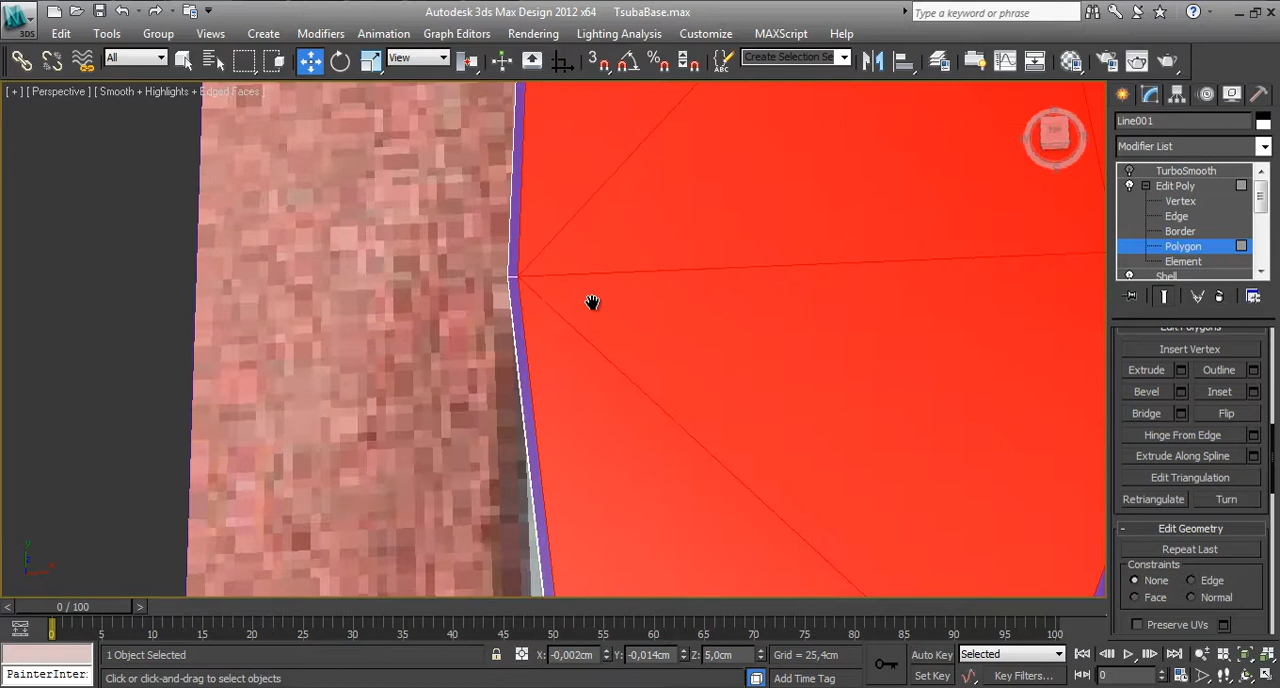 Autodesk 3ds Max Design 2012 x64 TsubaBase.max
Type a keyword or phrase
3DS
Edit Tools Group Views Create Modifiers Animation Graph Editors Rendering Lighting Analysis Customize MAXScript Help
All View Create Selection Se
[ + ] [ Perspective ] [ Smooth + Highlights + Edged Faces ]
Line001
Modifier List
TurboSmooth
Edit Poly
Vertex
Edge
Border
Polygon
Element
Shell
Edit Polygons
Insert Vertex
Extrude Outline
Bevel Inset
Bridge Flip
Hinge From Edge
Extrude Along Spline
Edit Triangulation
Retriangulate Turn
- Edit Geometry
Repeat Last
Constraints
None Edge
Face Normal
Preserve UVs
< 0 / 100 >
0 5 10 15 20 25 30 35 40 45 50 55 60 65 70 75 80 85 90 95 100
1 Object Selected X: -0,002cm Y: -0,014cm Z: 5,0cm Grid = 25,4cm Auto Key Selected
PainterInter: Click or click-and-drag to select objects Add Time Tag Set Key Key Filters... 0